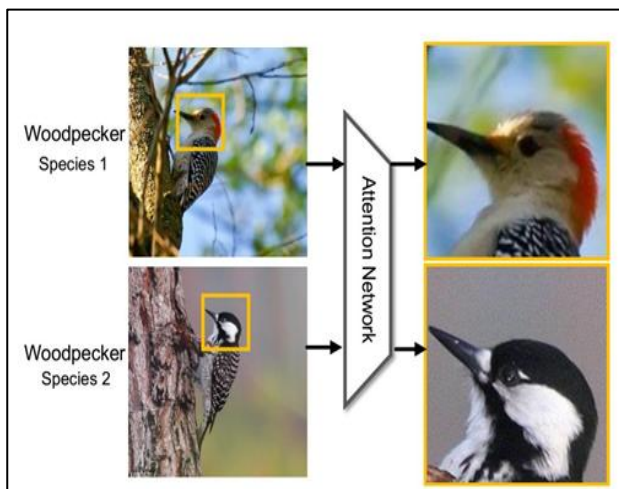 Woodpecker
Species 1
Attention Network
Woodpecker
Species 2